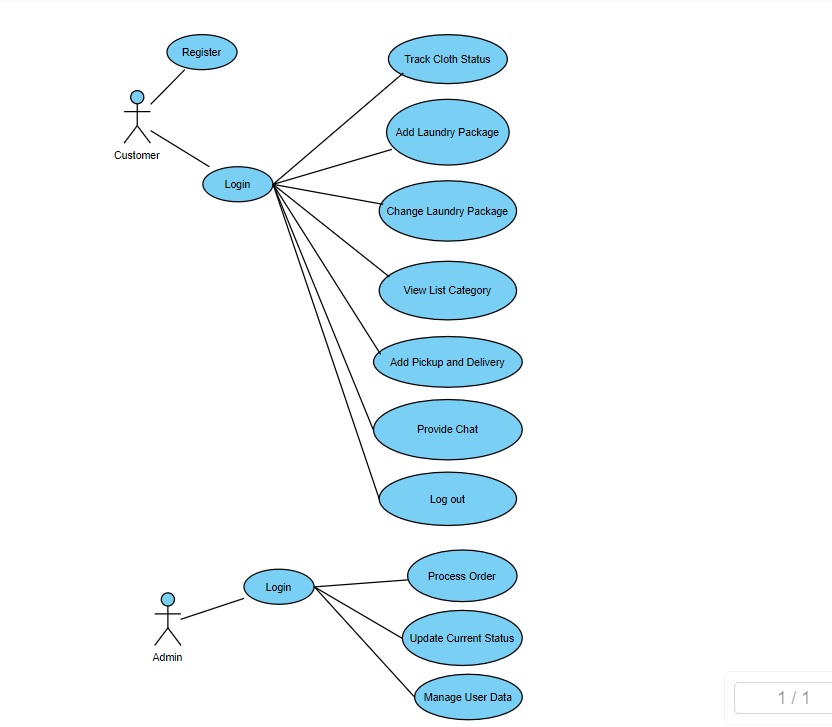 Register
Customer
Login
Track Cloth Status
Add Laundry Package
Change Laundry Package
View List Category
Add Pickup and Delivery
Provide Chat
Log out
Admin
Login
Process Order
Update Current Status
Manage User Data
1 / 1